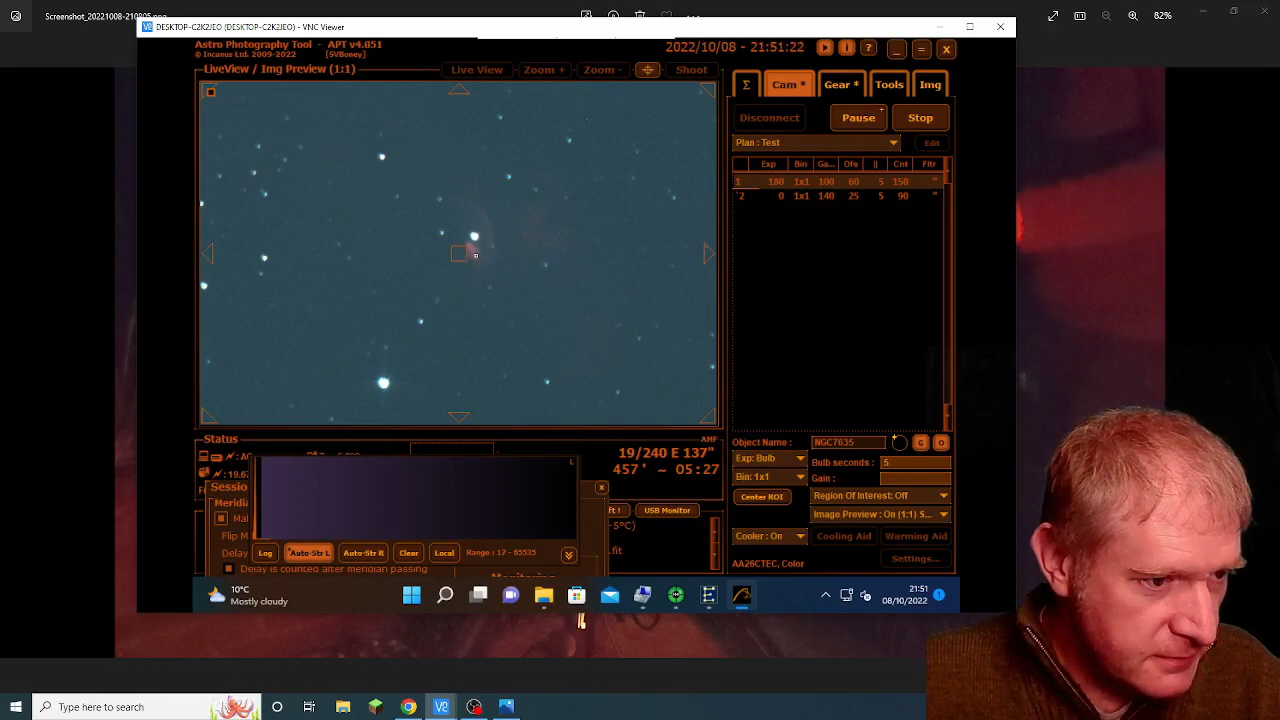 Screenshot_20221008-210605.png
82%
DESKTOP-C2K2JEO (DESKTOP-C2K2JEO) - VNC Viewer
Astro Photography Tool - APT v4.051
© Incanus Ltd. 2009-2022 [SVBoney]
2022/10/08 - 21:51:22
LiveView / Img Preview (1:1)
Live View Zoom + Zoom - Shoot
Σ Cam * Gear * Tools Img
Disconnect Pause Stop
Plan : Test Edit
Exp Bin Ga... Ofs || Cnt Fltr
1 180 1x1 100 60 5 150 "
2 0 1x1 140 25 5 90 "
Object Name : NGC7635 C O
Exp: Bulb Bulb seconds : 5
Bin: 1x1 Gain :
Center ROI Region Of Interest: Off
Image Preview : On (1:1) S...
Cooler : On Cooling Aid Warming Aid
Settings...
AA26CTEC, Color
Status
19/240 E 137"
457' ~ 05:27
USB Monitor
.fit
L
Log Auto-Str L Auto-Str R Clear Local Range : 17 - 65535
Delay is counted after meridian passing
10°C
Mostly cloudy
21:51
08/10/2022
1
Type here to search